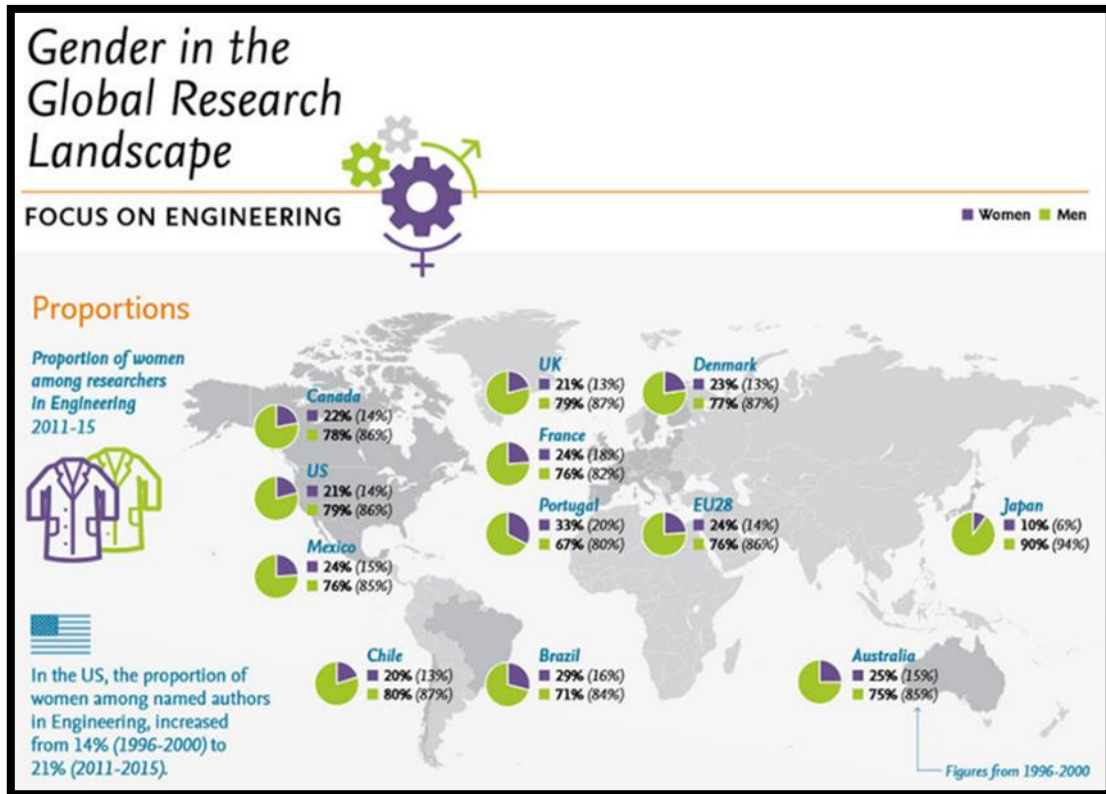 Gender in the
Global Research
Landscape
FOCUS ON ENGINEERING
Women Men
Proportions
Proportion of women
among researchers
in Engineering
2011-15
Canada
22% (14%)
78% (86%)
US
21% (14%)
79% (86%)
Mexico
24% (15%)
76% (85%)
UK
21% (13%)
79% (87%)
Denmark
23% (13%)
77% (87%)
France
24% (18%)
76% (82%)
Portugal
33% (20%)
67% (80%)
EU28
24% (14%)
76% (86%)
Japan
10% (6%)
90% (94%)
Chile
20% (13%)
80% (87%)
Brazil
29% (16%)
71% (84%)
Australia
25% (15%)
75% (85%)
In the US, the proportion of
women among named authors
in Engineering, increased
from 14% (1996-2000) to
21% (2011-2015).
Figures from 1996-2000